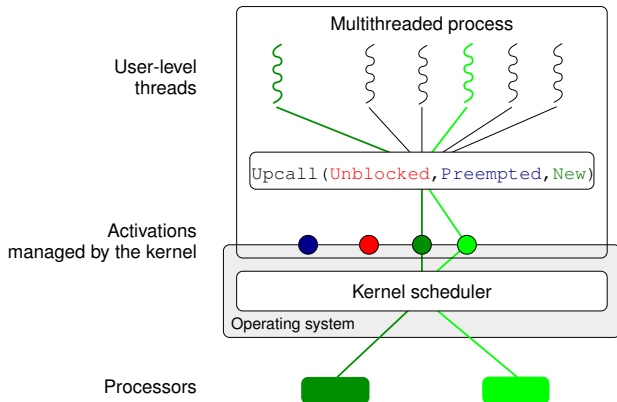 Multithreaded process
User-level
threads
Upcall(Unblocked,Preempted,New)
Activations
managed by the kernel
Kernel scheduler
Operating system
Processors